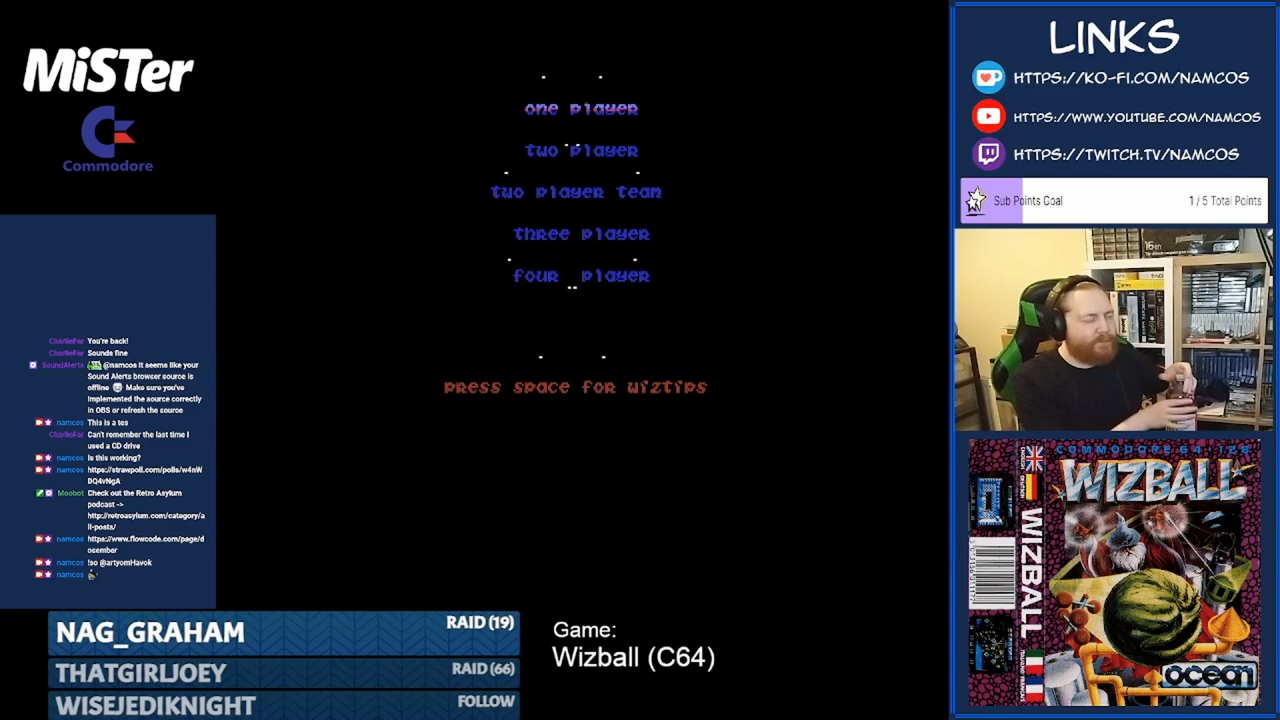 MiSTer
Commodore
one player
two player
two player team
three player
four player
press space for wiztips
CharlieFar You're back!
CharlieFar Sounds fine
SoundAlerts @namcos It seems like your
Sound Alerts browser source is
offline Make sure you've
implemented the source correctly
in OBS or refresh the source
namcos This is a tes
CharlieFar Can't remember the last time I
used a CD drive
namcos Is this working?
namcos https://strawpoll.com/polls/w4nW
DQ4vNgA
Moobot Check out the Retro Asylum
podcast ->
http://retroasylum.com/category/a
ll-posts/
namcos https://www.flowcode.com/page/d
osember
namcos !so @artyomHavok
namcos
NAG_GRAHAM RAID (19)
THATGIRLJOEY RAID (66)
WISEJEDIKNIGHT FOLLOW
Game:
Wizball (C64)
LINKS
HTTPS://KO-FI.COM/NAMCOS
HTTPS://WWW.YOUTUBE.COM/NAMCOS
HTTPS://TWITCH.TV/NAMCOS
Sub Points Goal 1 / 5 Total Points
COMMODORE 64/128
WIZBALL
WIZBALL
ocean